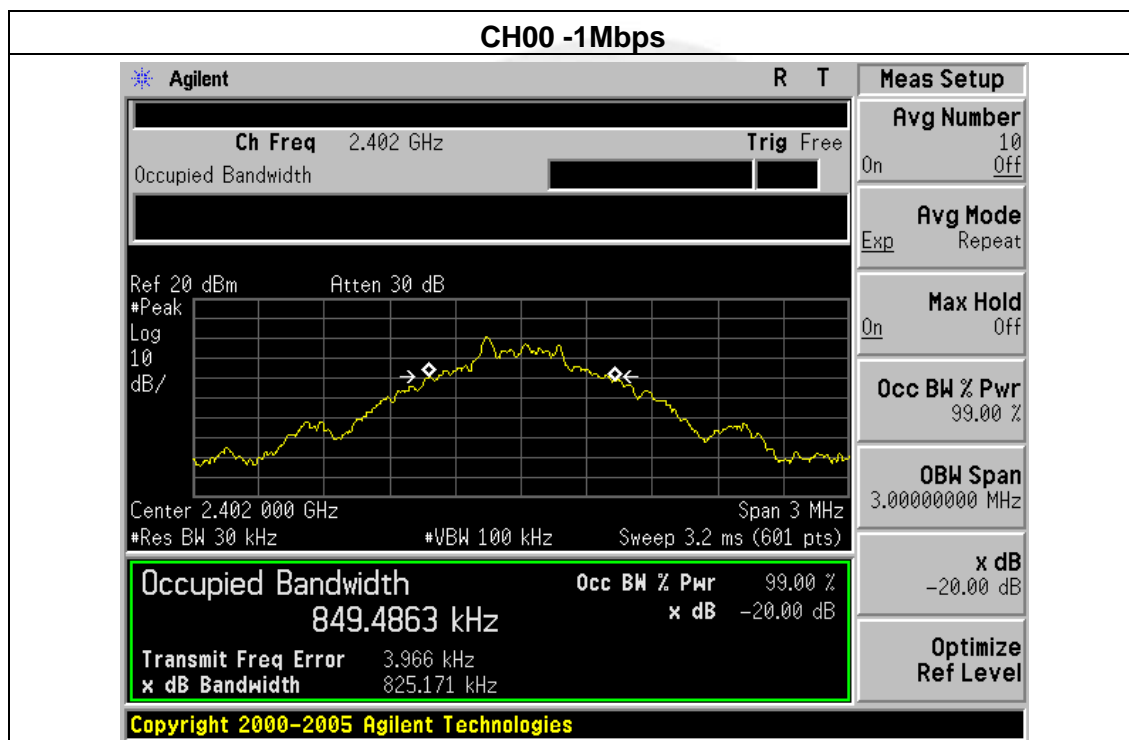 CH00 -1Mbps
Agilent R T
Ch Freq 2.402 GHz Trig Free
Occupied Bandwidth
Ref 20 dBm Atten 30 dB
#Peak
Log
10
dB/
Center 2.402 000 GHz Span 3 MHz
#Res BW 30 kHz #VBW 100 kHz Sweep 3.2 ms (601 pts)
Occupied Bandwidth Occ BW % Pwr 99.00 %
849.4863 kHz x dB -20.00 dB
Transmit Freq Error 3.966 kHz
x dB Bandwidth 825.171 kHz
Copyright 2000-2005 Agilent Technologies
Meas Setup
Avg Number
10
On Off
Avg Mode
Exp Repeat
Max Hold
On Off
Occ BW % Pwr
99.00 %
OBW Span
3.00000000 MHz
x dB
-20.00 dB
Optimize
Ref Level